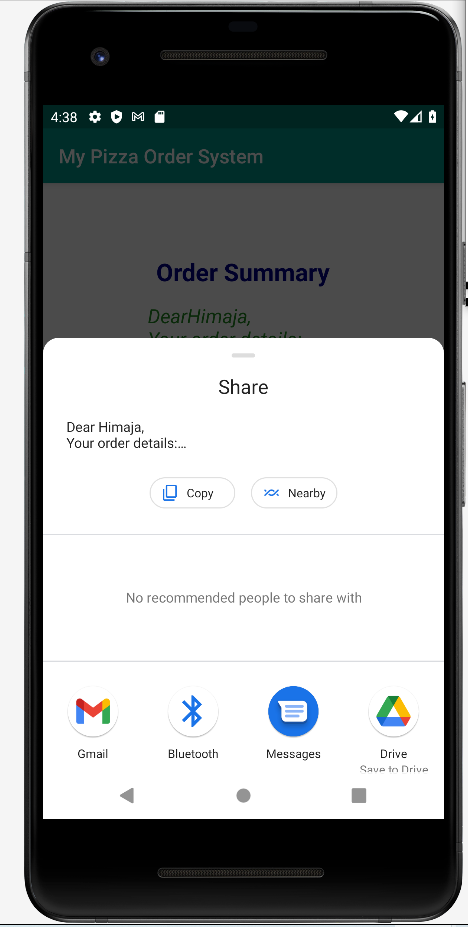 4:38
My Pizza Order System
Order Summary
DearHimaja,
Your order details:
Share
Dear Himaja,
Your order details:...
Copy
Nearby
No recommended people to share with
Gmail
Bluetooth
Messages
Drive
Save to Drive